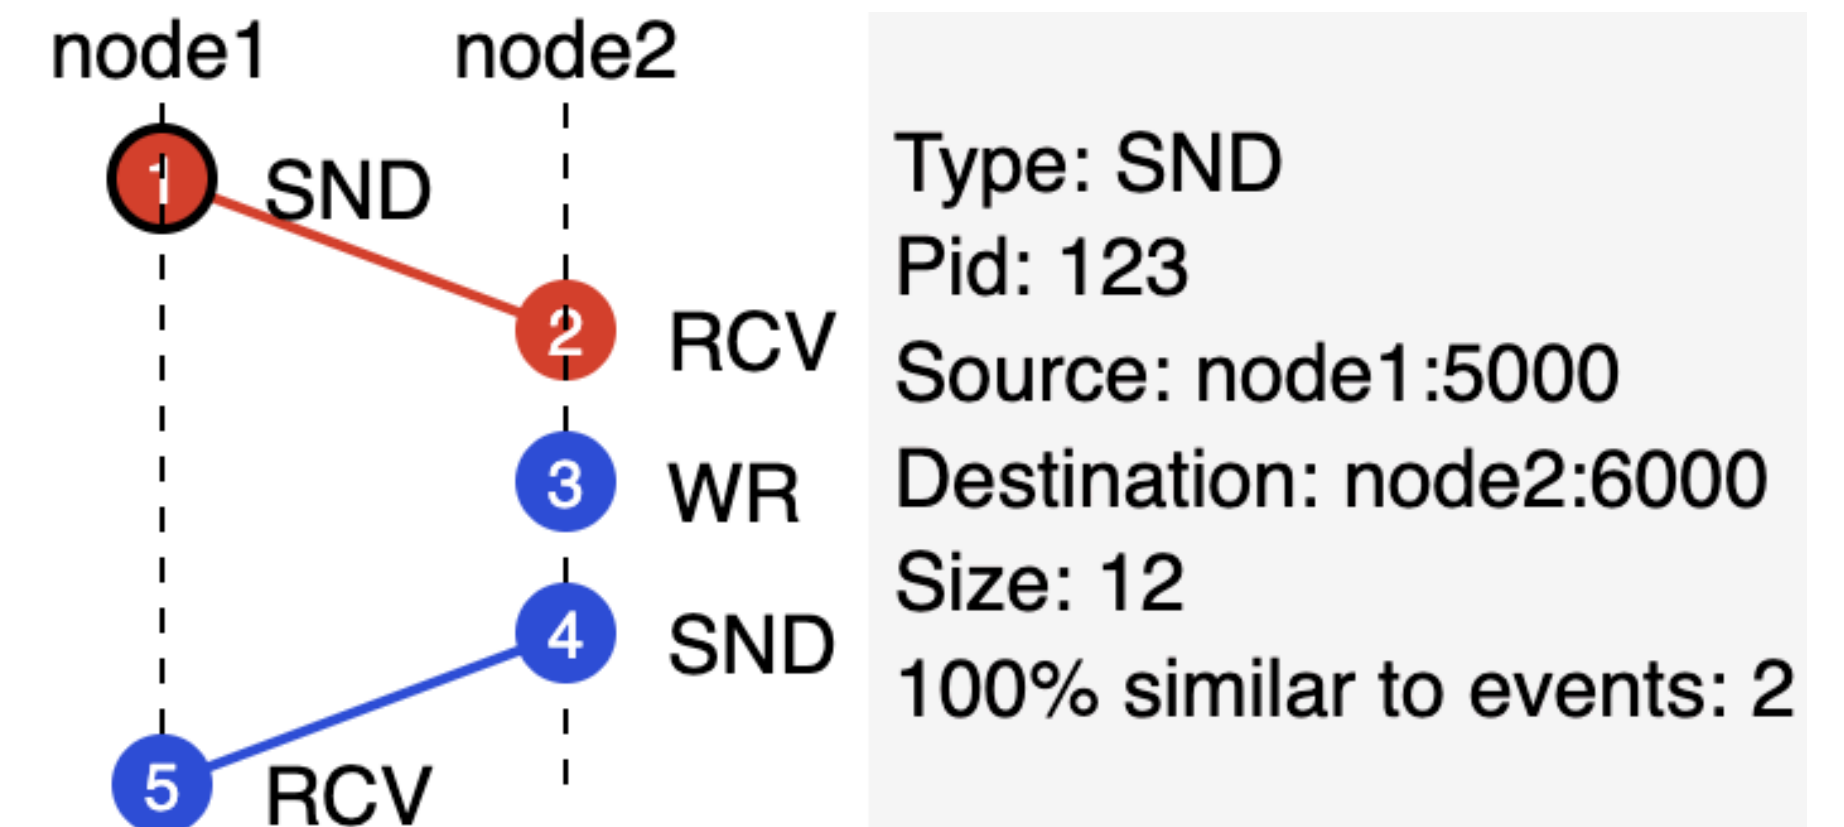 node1 node2
1 SND
2 RCV
3 WR
4 SND
5 RCV
Type: SND
Pid: 123
Source: node1:5000
Destination: node2:6000
Size: 12
100% similar to events: 2